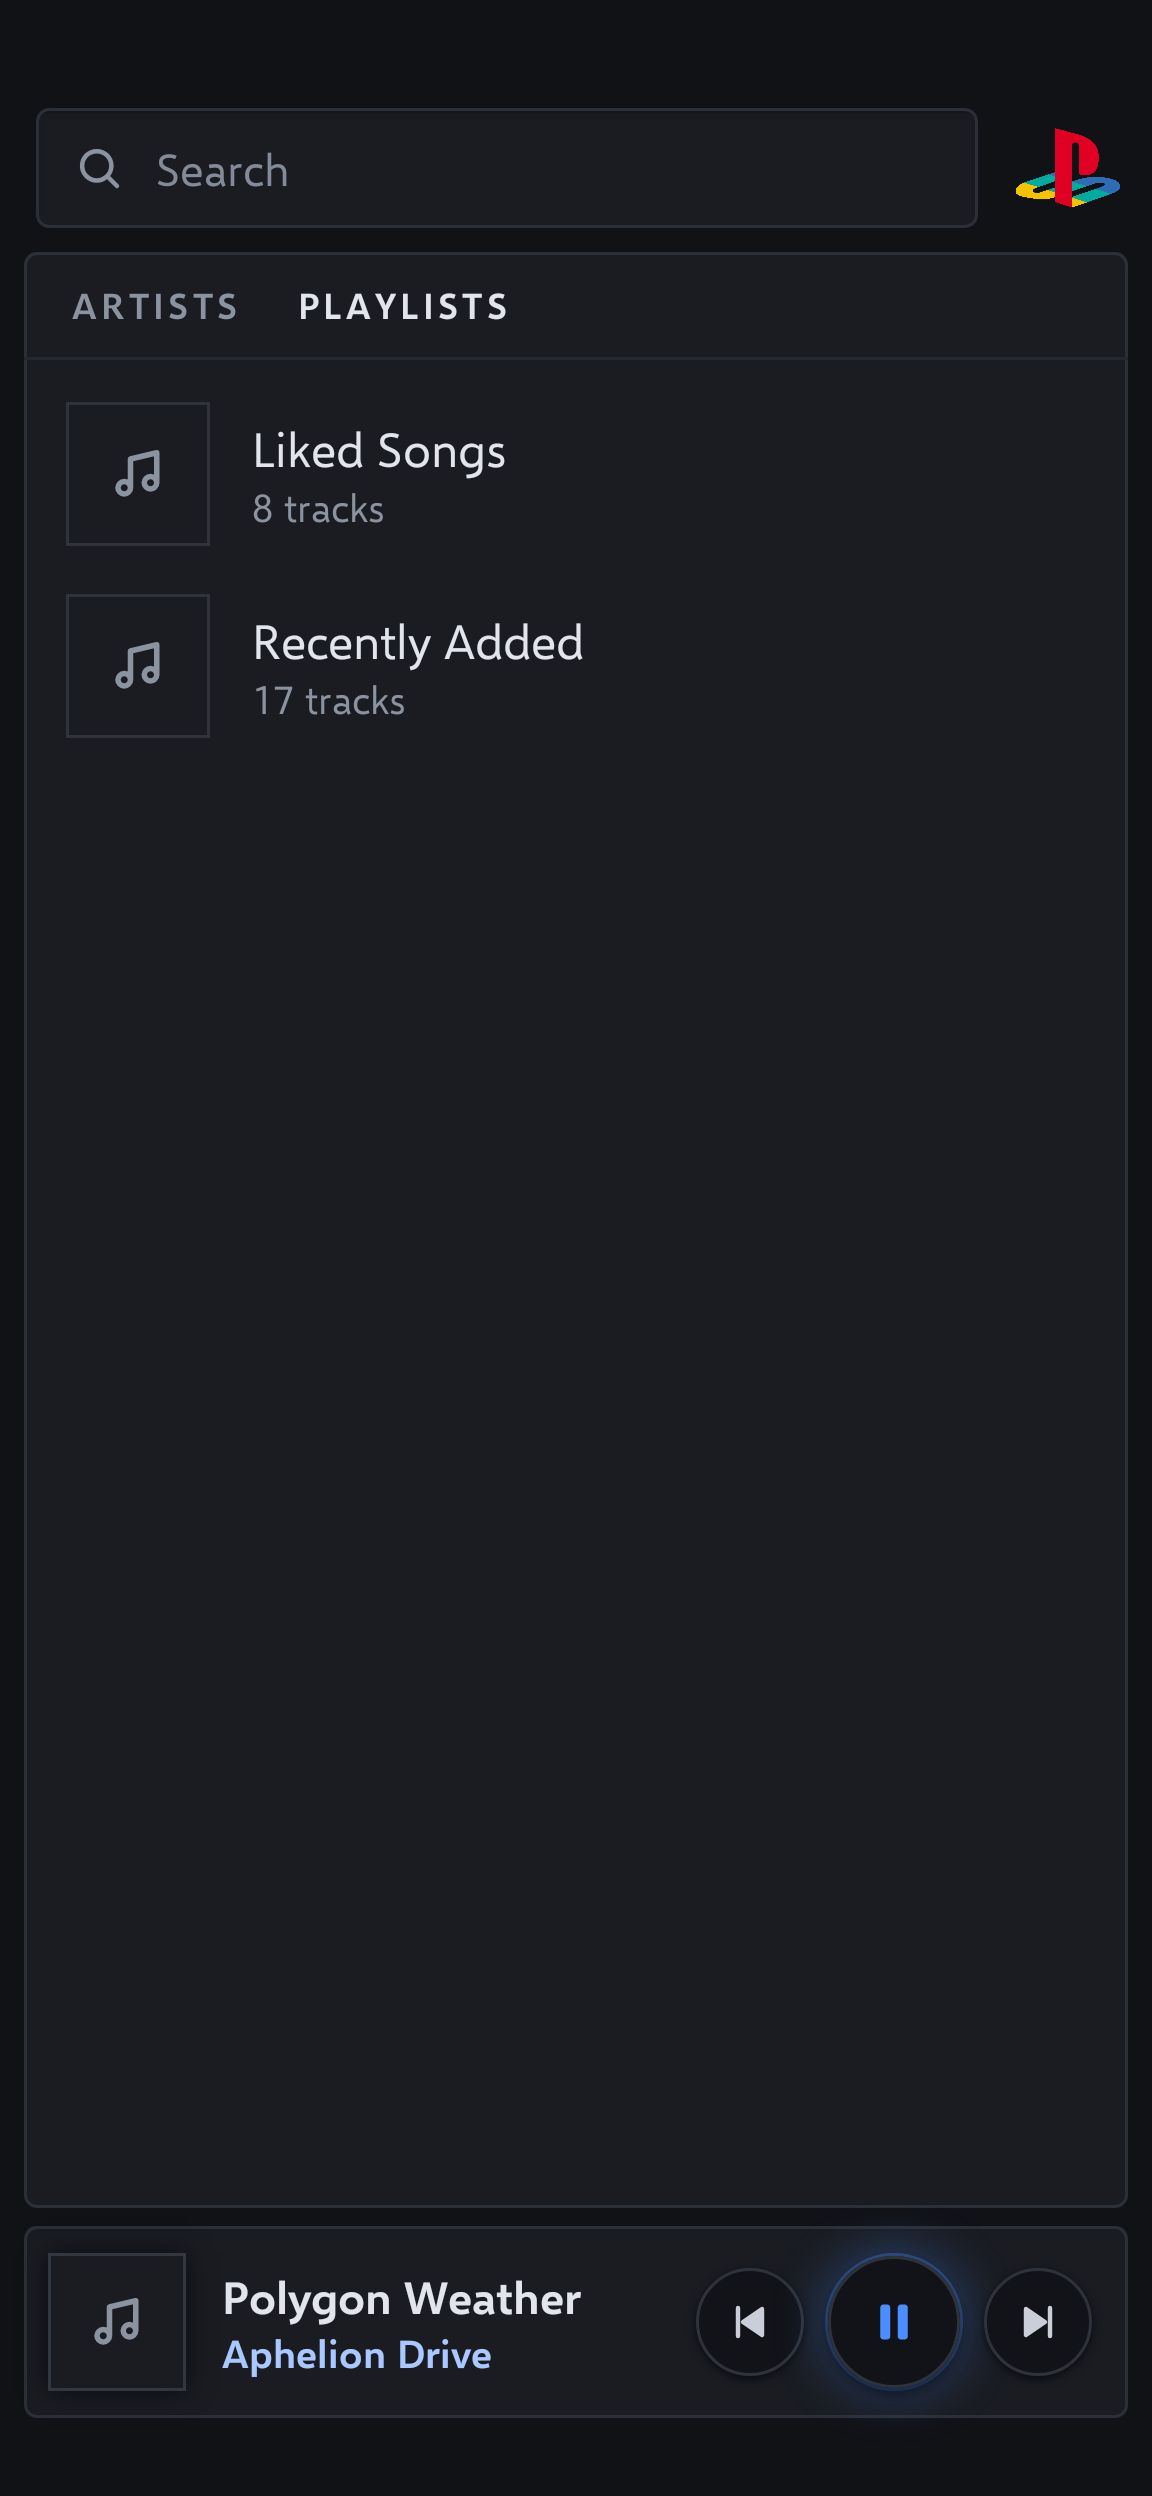 Search
ARTISTS PLAYLISTS
Liked Songs
8 tracks
Recently Added
17 tracks
Polygon Weather
Aphelion Drive